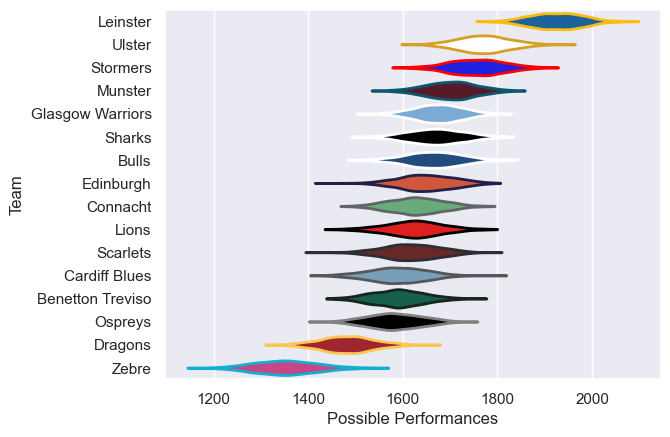 Leinster
Ulster
Stormers
Munster
Glasgow Warriors
Sharks
Bulls
Edinburgh
Connacht
Lions
Scarlets
Cardiff Blues
Benetton Treviso
Ospreys
Dragons
Zebre
Team
1200 1400 1600 1800 2000
Possible Performances